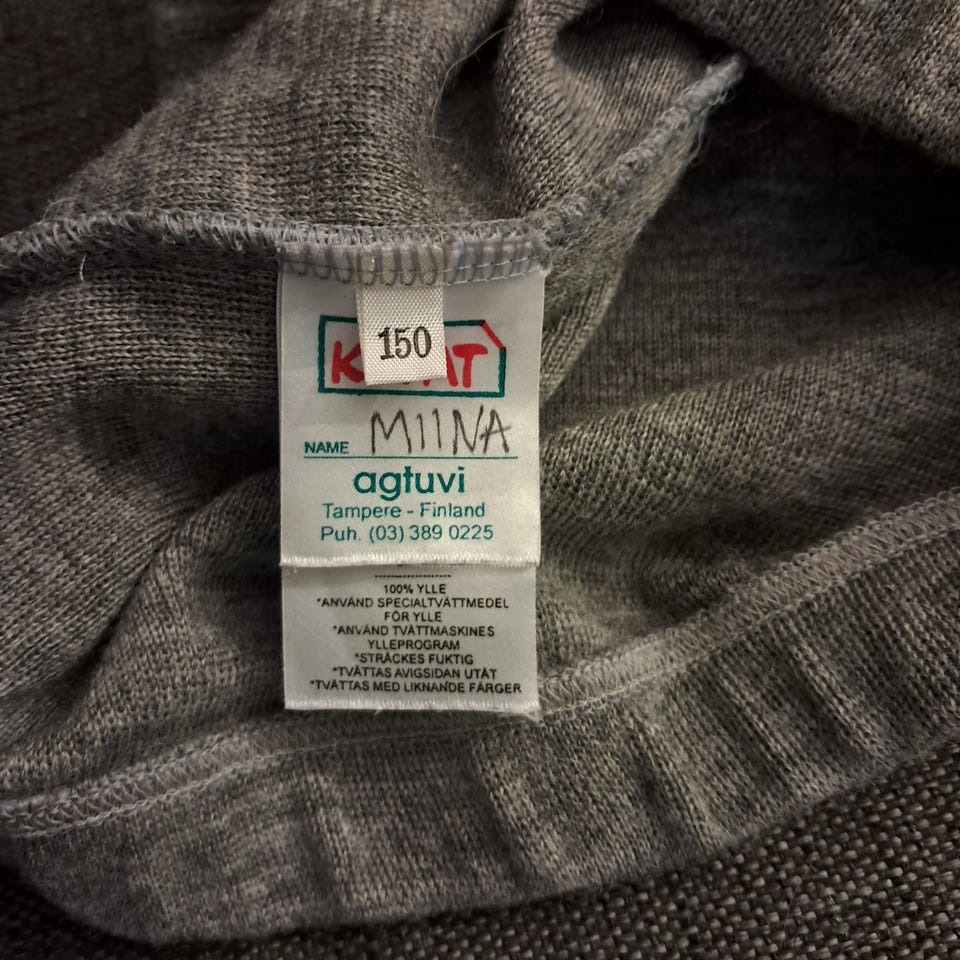 150
MIINA
NAME
agtuvi
Tampere - Finland
Puh. (03) 389 0225
100% YLLE
*ANVÄND SPECIALTVÄTTMEDEL
FÖR YLLE
*ANVÄND TVÄTTMASKINES
YLLEPROGRAM
*STRÄCKES FUKTIG
*TVÄTTAS AVIGSIDAN UTÅT
*TVÄTTAS MED LIKNANDE FÄRGER